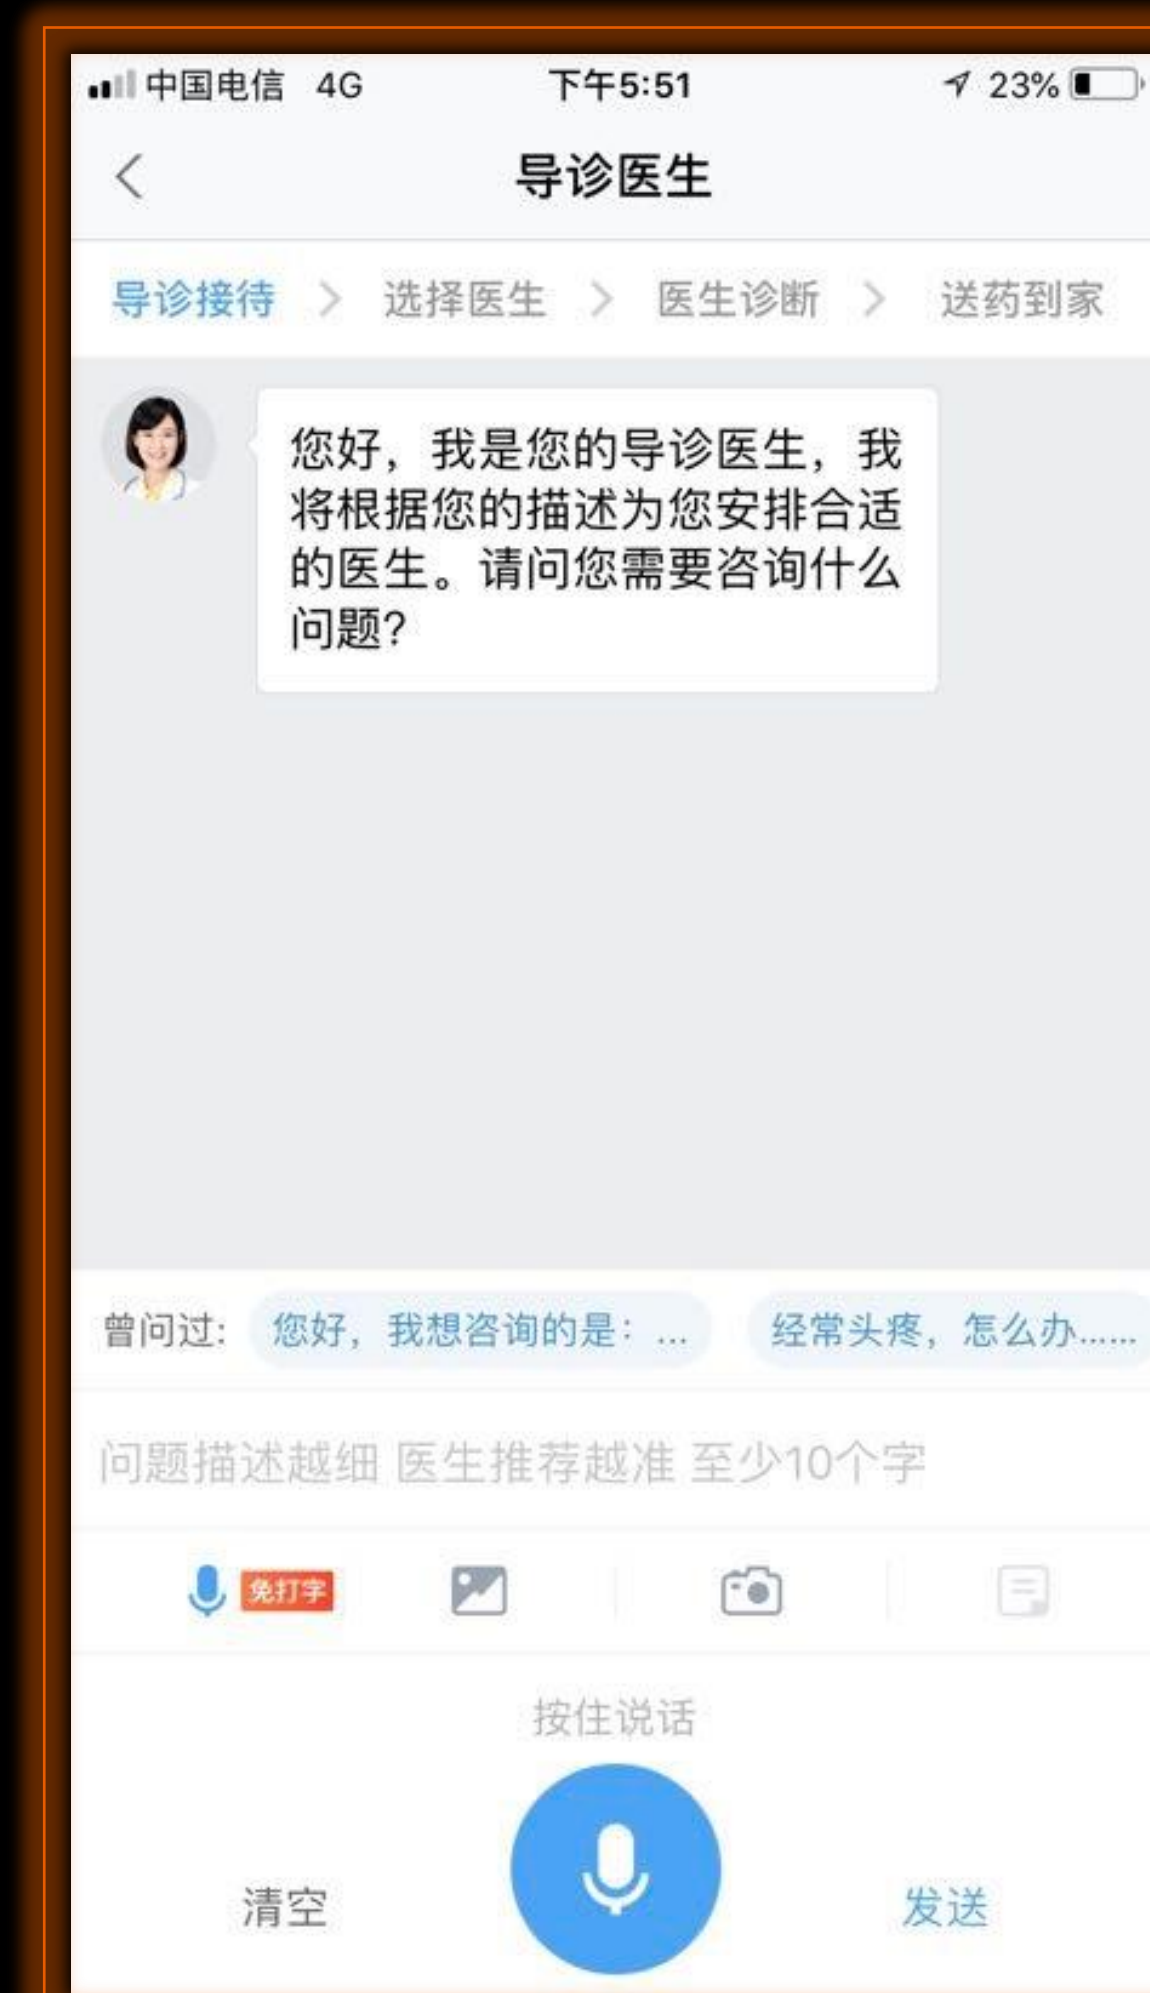 中国电信 4G 下午5:51 23%
导诊医生
导诊接待 > 选择医生 > 医生诊断 > 送药到家
您好，我是您的导诊医生，我
将根据您的描述为您安排合适
的医生。请问您需要咨询什么
问题?
曾问过: 您好，我想咨询的是：... 经常头疼，怎么办......
问题描述越细 医生推荐越准 至少10个字
免打字
按住说话
清空 发送